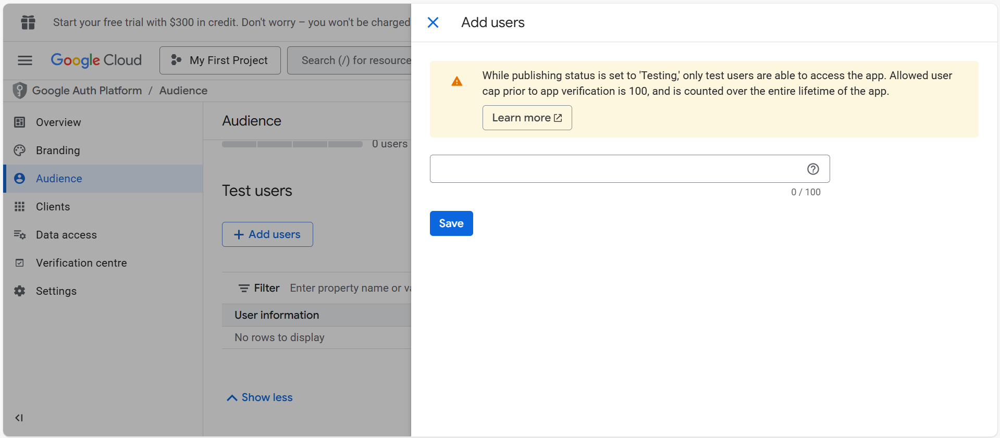 Start your free trial with $300 in credit. Don't worry – you won't be charged
Google Cloud
My First Project
Search (/) for resource
Google Auth Platform / Audience
Overview
Branding
Audience
Clients
Data access
Verification centre
Settings
Audience
0 users
Test users
+ Add users
Filter Enter property name or va
User information
No rows to display
Show less
Add users
While publishing status is set to 'Testing,' only test users are able to access the app. Allowed user
cap prior to app verification is 100, and is counted over the entire lifetime of the app.
Learn more
0 / 100
Save